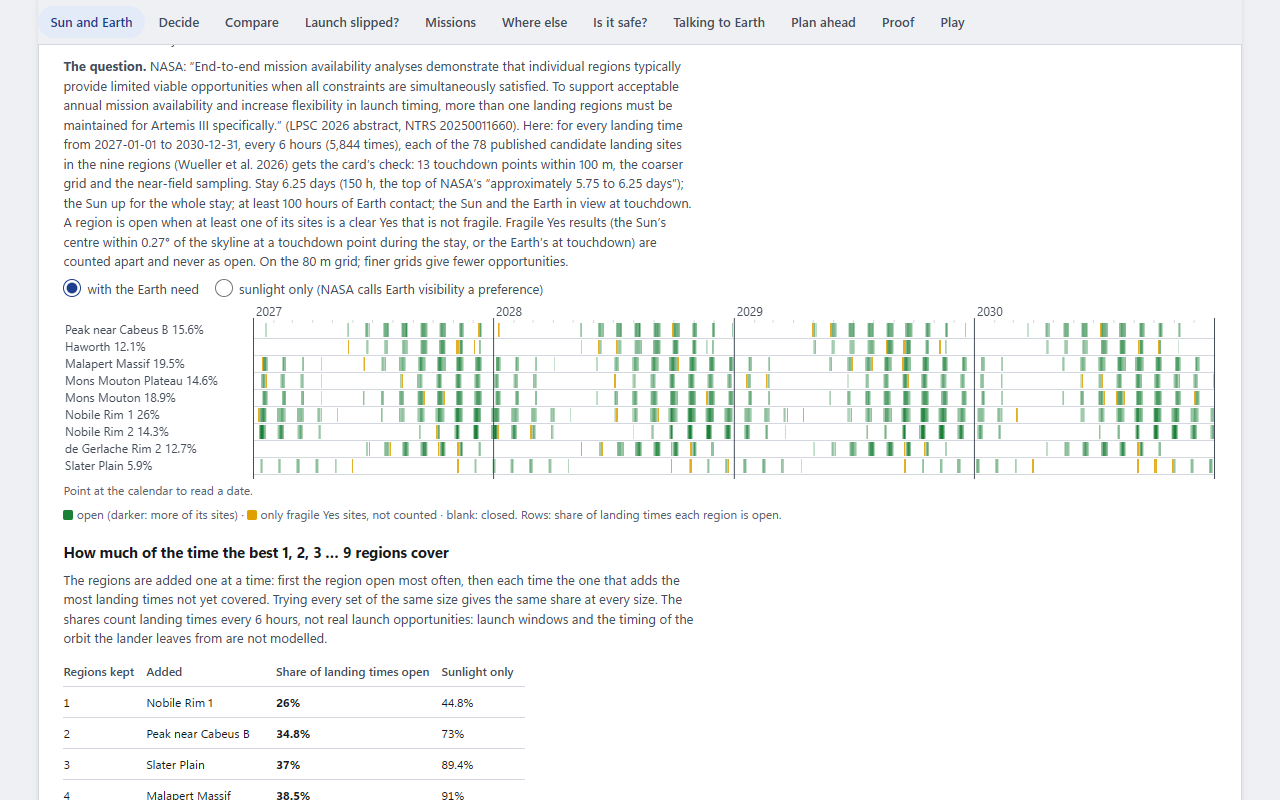 Sun and Earth Decide Compare Launch slipped? Missions Where else Is it safe? Talking to Earth Plan ahead Proof Play
The question. NASA: “End-to-end mission availability analyses demonstrate that individual regions typically
provide limited viable opportunities when all constraints are simultaneously satisfied. To support acceptable
annual mission availability and increase flexibility in launch timing, more than one landing regions must be
maintained for Artemis III specifically.” (LPSC 2026 abstract, NTRS 20250011660). Here: for every landing time
from 2027-01-01 to 2030-12-31, every 6 hours (5,844 times), each of the 78 published candidate landing sites
in the nine regions (Wueller et al. 2026) gets the card’s check: 13 touchdown points within 100 m, the coarser
grid and the near-field sampling. Stay 6.25 days (150 h, the top of NASA’s “approximately 5.75 to 6.25 days”);
the Sun up for the whole stay; at least 100 hours of Earth contact; the Sun and the Earth in view at touchdown.
A region is open when at least one of its sites is a clear Yes that is not fragile. Fragile Yes results (the Sun’s
centre within 0.27° of the skyline at a touchdown point during the stay, or the Earth’s at touchdown) are
counted apart and never as open. On the 80 m grid; finer grids give fewer opportunities.
with the Earth need sunlight only (NASA calls Earth visibility a preference)
2027 2028 2029 2030
Peak near Cabeus B 15.6%
Haworth 12.1%
Malapert Massif 19.5%
Mons Mouton Plateau 14.6%
Mons Mouton 18.9%
Nobile Rim 1 26%
Nobile Rim 2 14.3%
de Gerlache Rim 2 12.7%
Slater Plain 5.9%
Point at the calendar to read a date.
open (darker: more of its sites) · only fragile Yes sites, not counted · blank: closed. Rows: share of landing times each region is open.
How much of the time the best 1, 2, 3 ... 9 regions cover
The regions are added one at a time: first the region open most often, then each time the one that adds the
most landing times not yet covered. Trying every set of the same size gives the same share at every size. The
shares count landing times every 6 hours, not real launch opportunities: launch windows and the timing of the
orbit the lander leaves from are not modelled.
Regions kept Added Share of landing times open Sunlight only
1 Nobile Rim 1 26% 44.8%
2 Peak near Cabeus B 34.8% 73%
3 Slater Plain 37% 89.4%
4 Malapert Massif 38.5% 91%